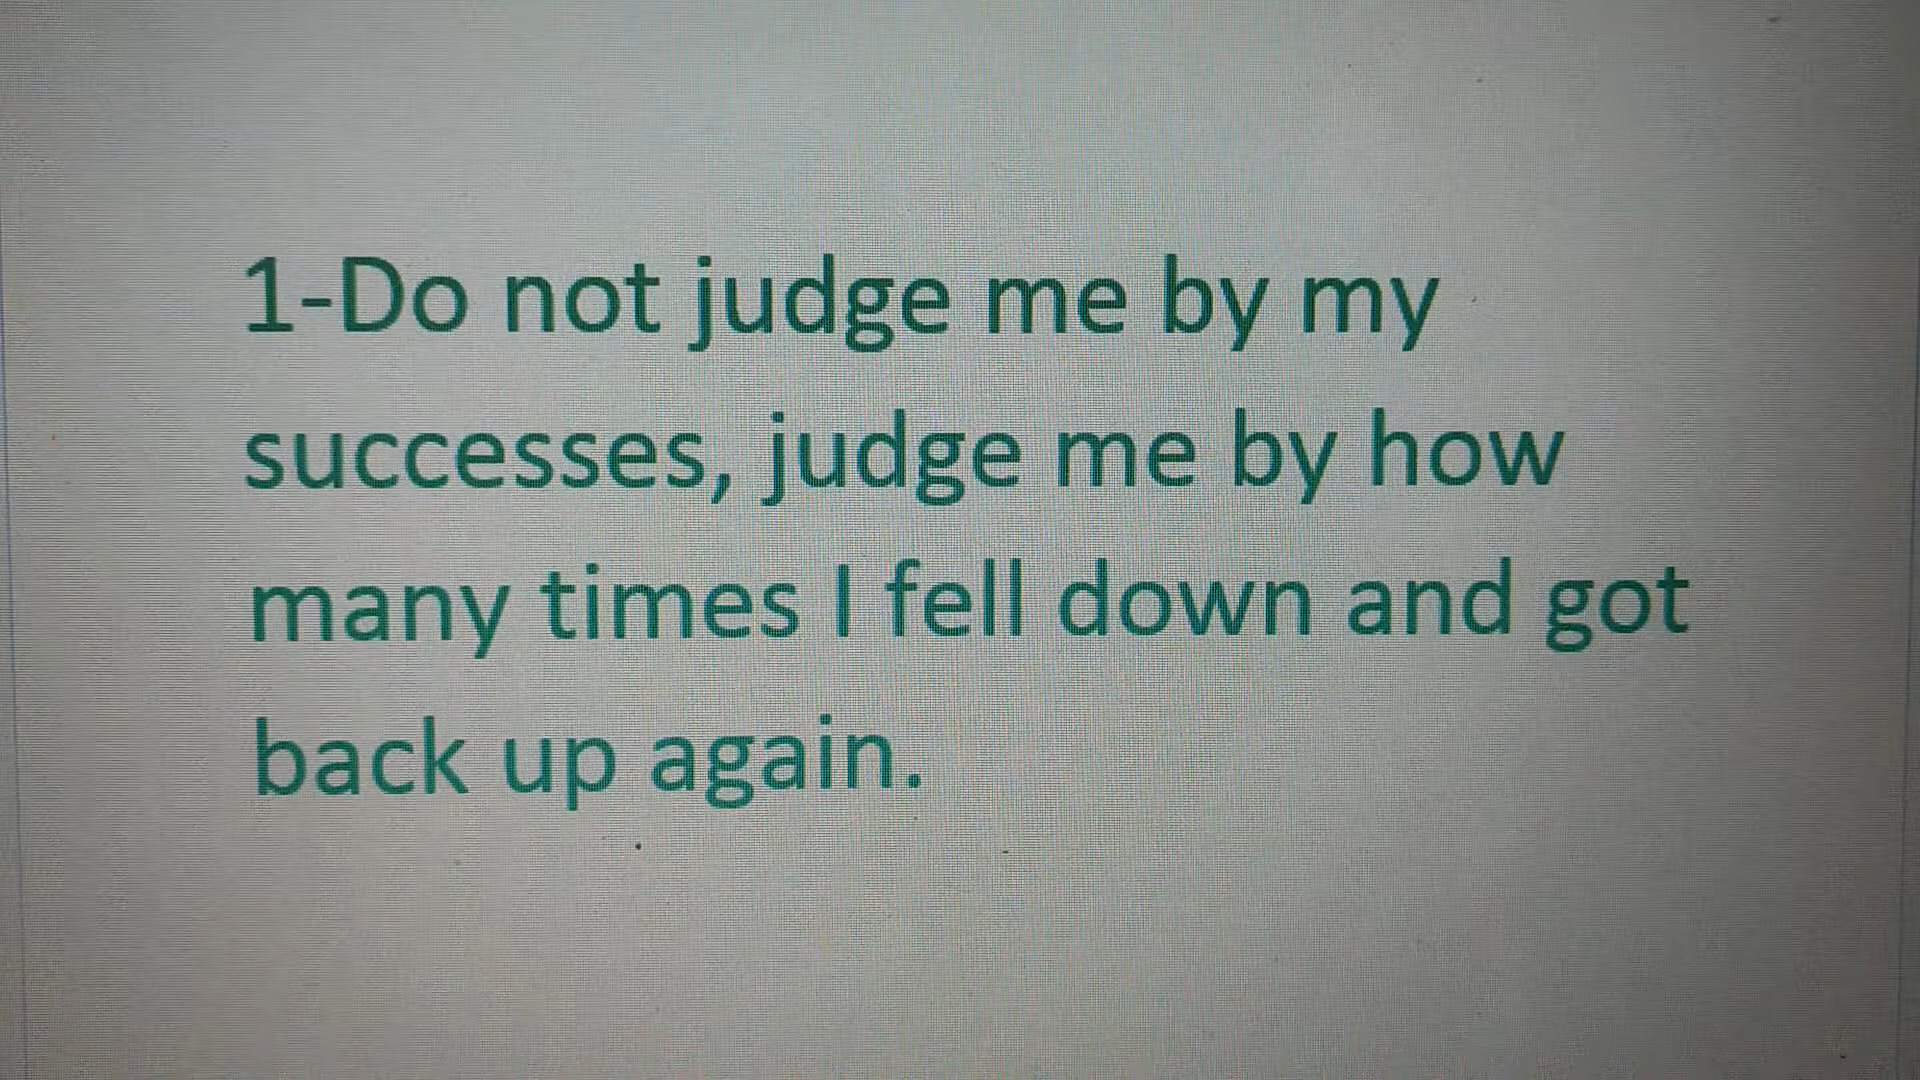 1-Do not judge me by my
successes, judge me by how
many times I fell down and got
back up again.